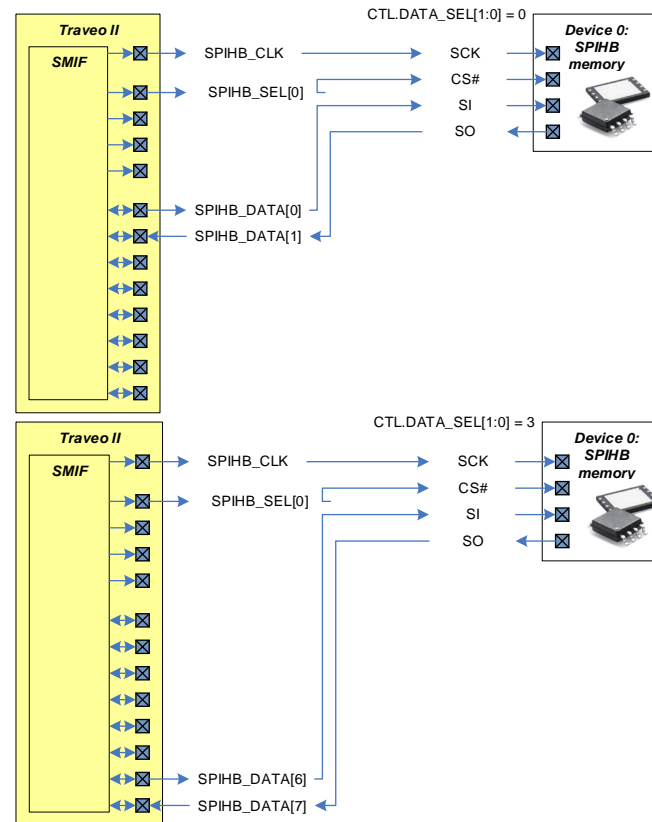 CTL.DATA_SEL[1:0] = 0
Traveo II
SMIF
Device 0:
SPIHB
memory
SPIHB_CLK
SCK
SPIHB_SEL[0]
CS#
SI
SO
SPIHB_DATA[0]
SPIHB_DATA[1]
CTL.DATA_SEL[1:0] = 3
Traveo II
SMIF
Device 0:
SPIHB
memory
SPIHB_CLK
SCK
SPIHB_SEL[0]
CS#
SI
SO
SPIHB_DATA[6]
SPIHB_DATA[7]